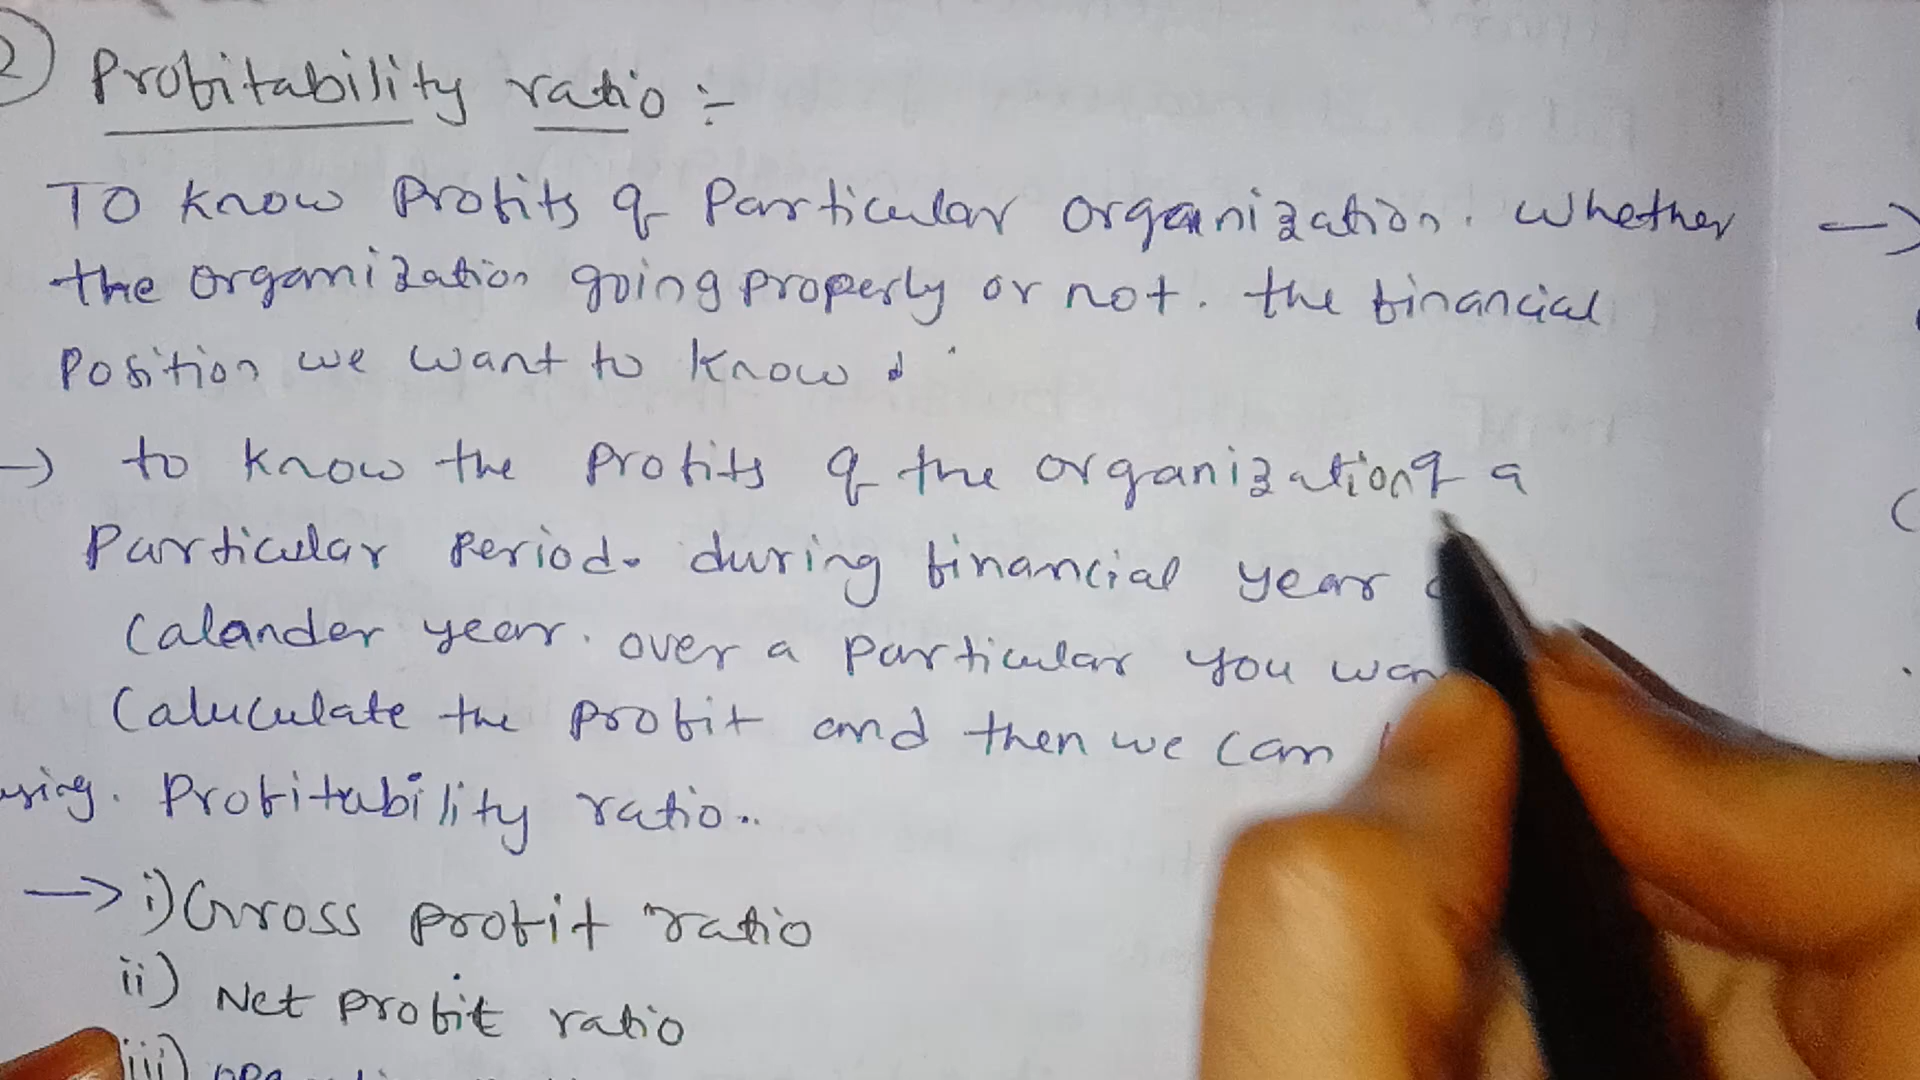 2) Profitability ratio :-
To know Profits of Particular organization. Whether
the organization going properly or not. the financial
Position we want to know.
→ to know the Profits of the organization of a
Particular Period. during financial year
Calander year. over a Particular you
Caluculate the Profit and then we can
using. Profitability ratio..
→ i) Gross profit ratio
ii) Net profit ratio
iii)